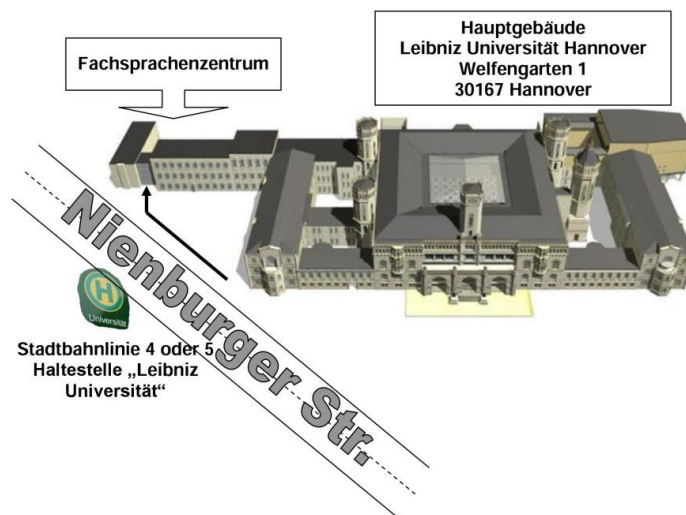 Hauptgebäude
Leibniz Universität Hannover
Welfengarten 1
30167 Hannover
Fachsprachenzentrum
Nienburger Str.
H
Universität
Stadtbahnlinie 4 oder 5
Haltestelle „Leibniz
Universität“